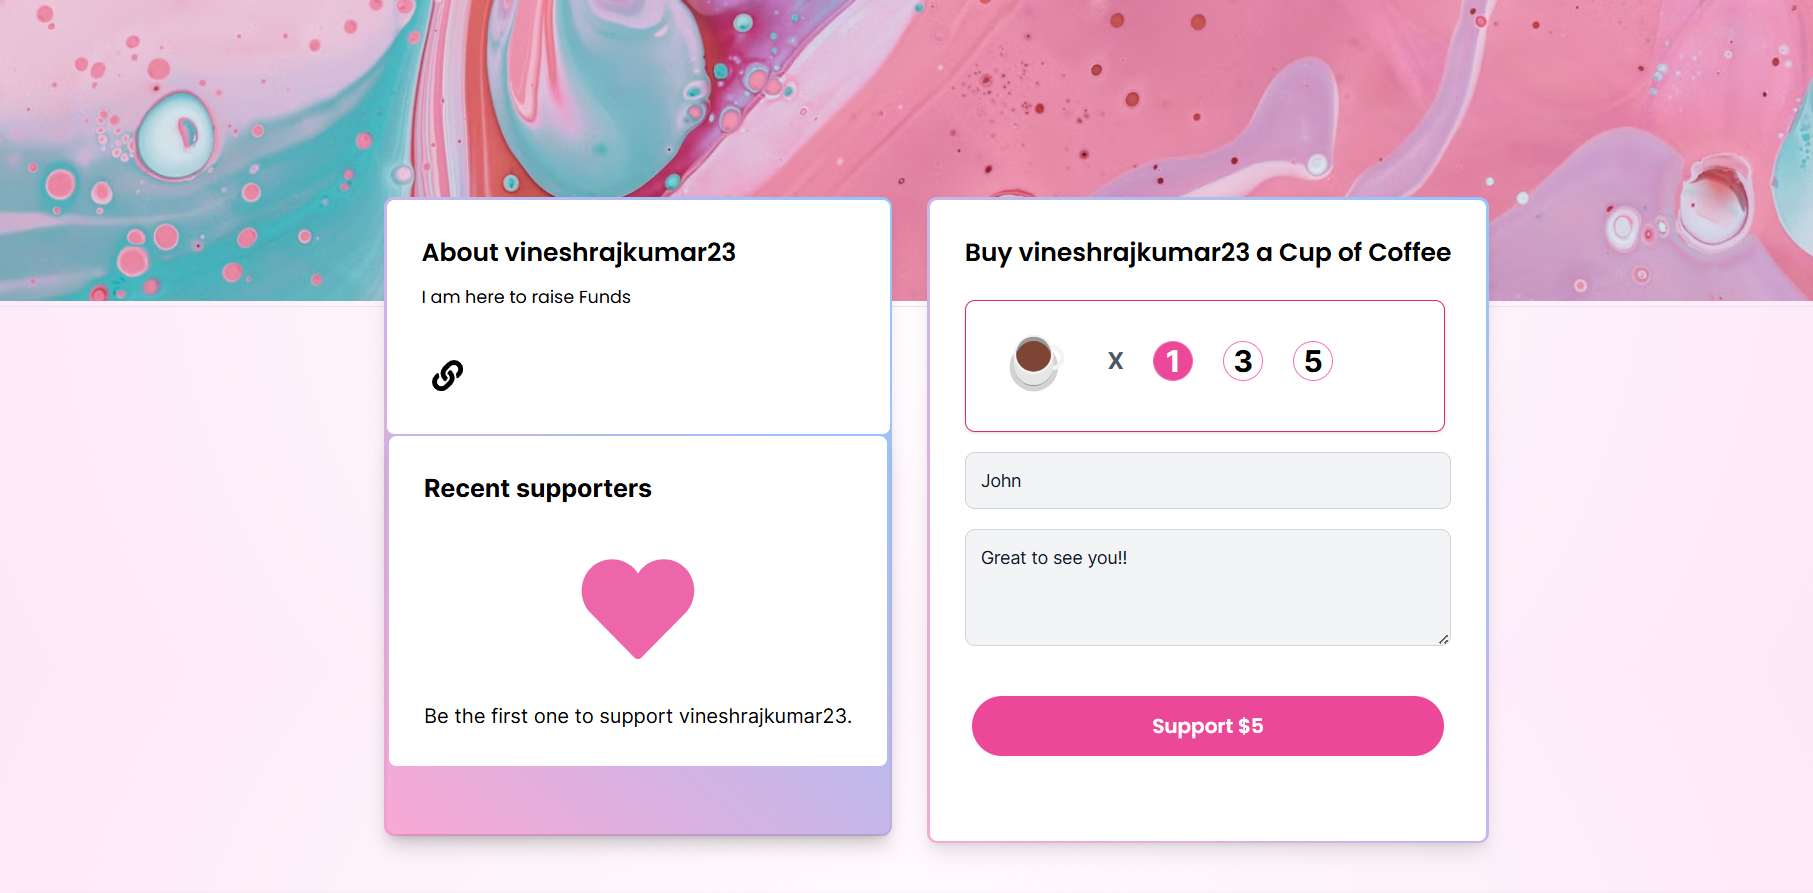 About vineshrajkumar23
I am here to raise Funds
Recent supporters
Be the first one to support vineshrajkumar23.
Buy vineshrajkumar23 a Cup of Coffee
X 1 3 5
John
Great to see you!!
Support $5